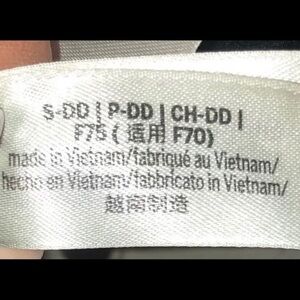 S-DD | P-DD | CH-DD |
F75 ( 适用 F70)
made in Vietnam/fabriqué au Vietnam/
hecho en Vietnam/fabbricato in Vietnam/
越南制造